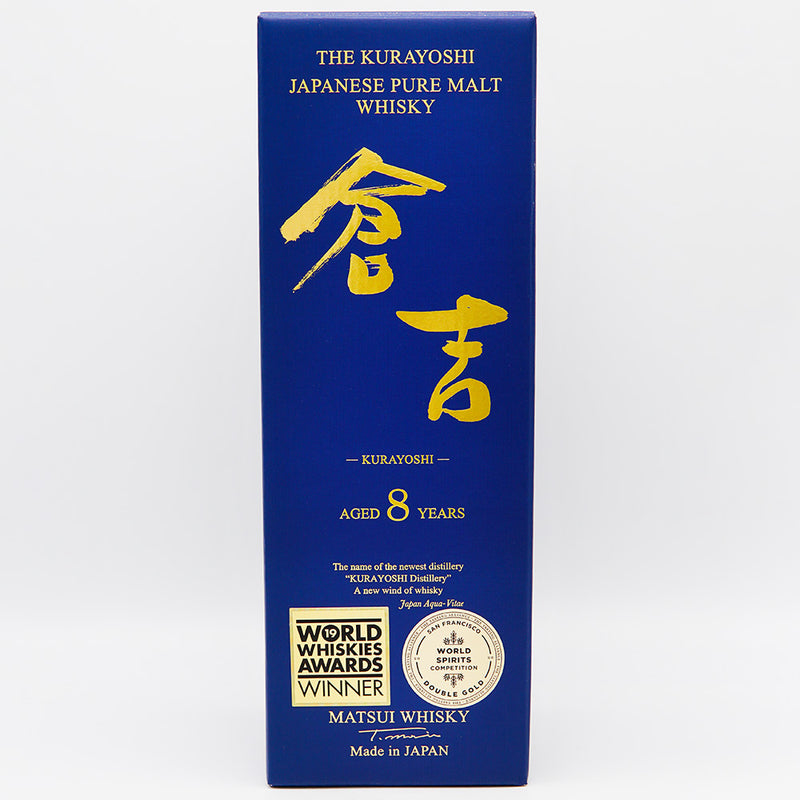 THE KURAYOSHI
JAPANESE PURE MALT
WHISKY
倉
吉
— KURAYOSHI —
AGED 8 YEARS
The name of the newest distillery
“KURAYOSHI Distillery”
A new wind of whisky
Japan Aqua-Vitae
19
WORLD
WHISKIES
AWARDS
WINNER
SAN FRANCISCO
WORLD
SPIRITS
COMPETITION
DOUBLE GOLD
MATSUI WHISKY
Made in JAPAN